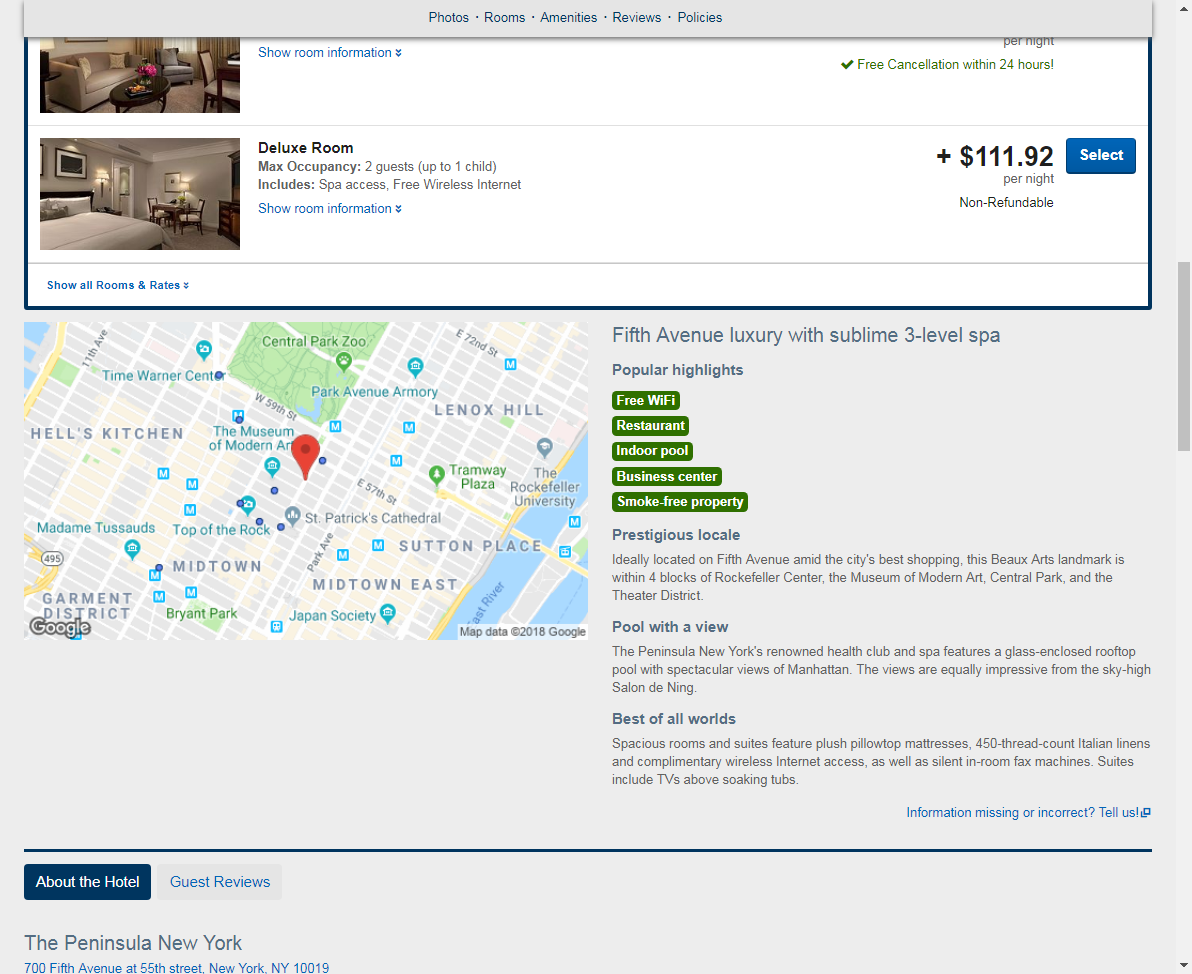 Photos · Rooms · Amenities · Reviews · Policies
Show room information
per night
Free Cancellation within 24 hours!
Deluxe Room
Max Occupancy: 2 guests (up to 1 child)
Includes: Spa access, Free Wireless Internet
Show room information
+ $111.92
per night
Non-Refundable
Select
Show all Rooms & Rates
11th Ave
Central Park Zoo
E 72nd St
Time Warner Center
Park Avenue Armory
W 59th St
LENOX HILL
HELL'S KITCHEN
The Museum
of Modern Art
Tramway
Plaza
The
Rockefeller
University
E 57th St
Madame Tussauds
Top of the Rock
St. Patrick's Cathedral
Park Ave
SUTTON PLACE
495
MIDTOWN
MIDTOWN EAST
GARMENT
DISTRICT
Bryant Park
Japan Society
East River
Google
Map data ©2018 Google
Fifth Avenue luxury with sublime 3-level spa
Popular highlights
Free WiFi
Restaurant
Indoor pool
Business center
Smoke-free property
Prestigious locale
Ideally located on Fifth Avenue amid the city's best shopping, this Beaux Arts landmark is
within 4 blocks of Rockefeller Center, the Museum of Modern Art, Central Park, and the
Theater District.
Pool with a view
The Peninsula New York's renowned health club and spa features a glass-enclosed rooftop
pool with spectacular views of Manhattan. The views are equally impressive from the sky-high
Salon de Ning.
Best of all worlds
Spacious rooms and suites feature plush pillowtop mattresses, 450-thread-count Italian linens
and complimentary wireless Internet access, as well as silent in-room fax machines. Suites
include TVs above soaking tubs.
Information missing or incorrect? Tell us!
About the Hotel
Guest Reviews
The Peninsula New York
700 Fifth Avenue at 55th street, New York, NY 10019